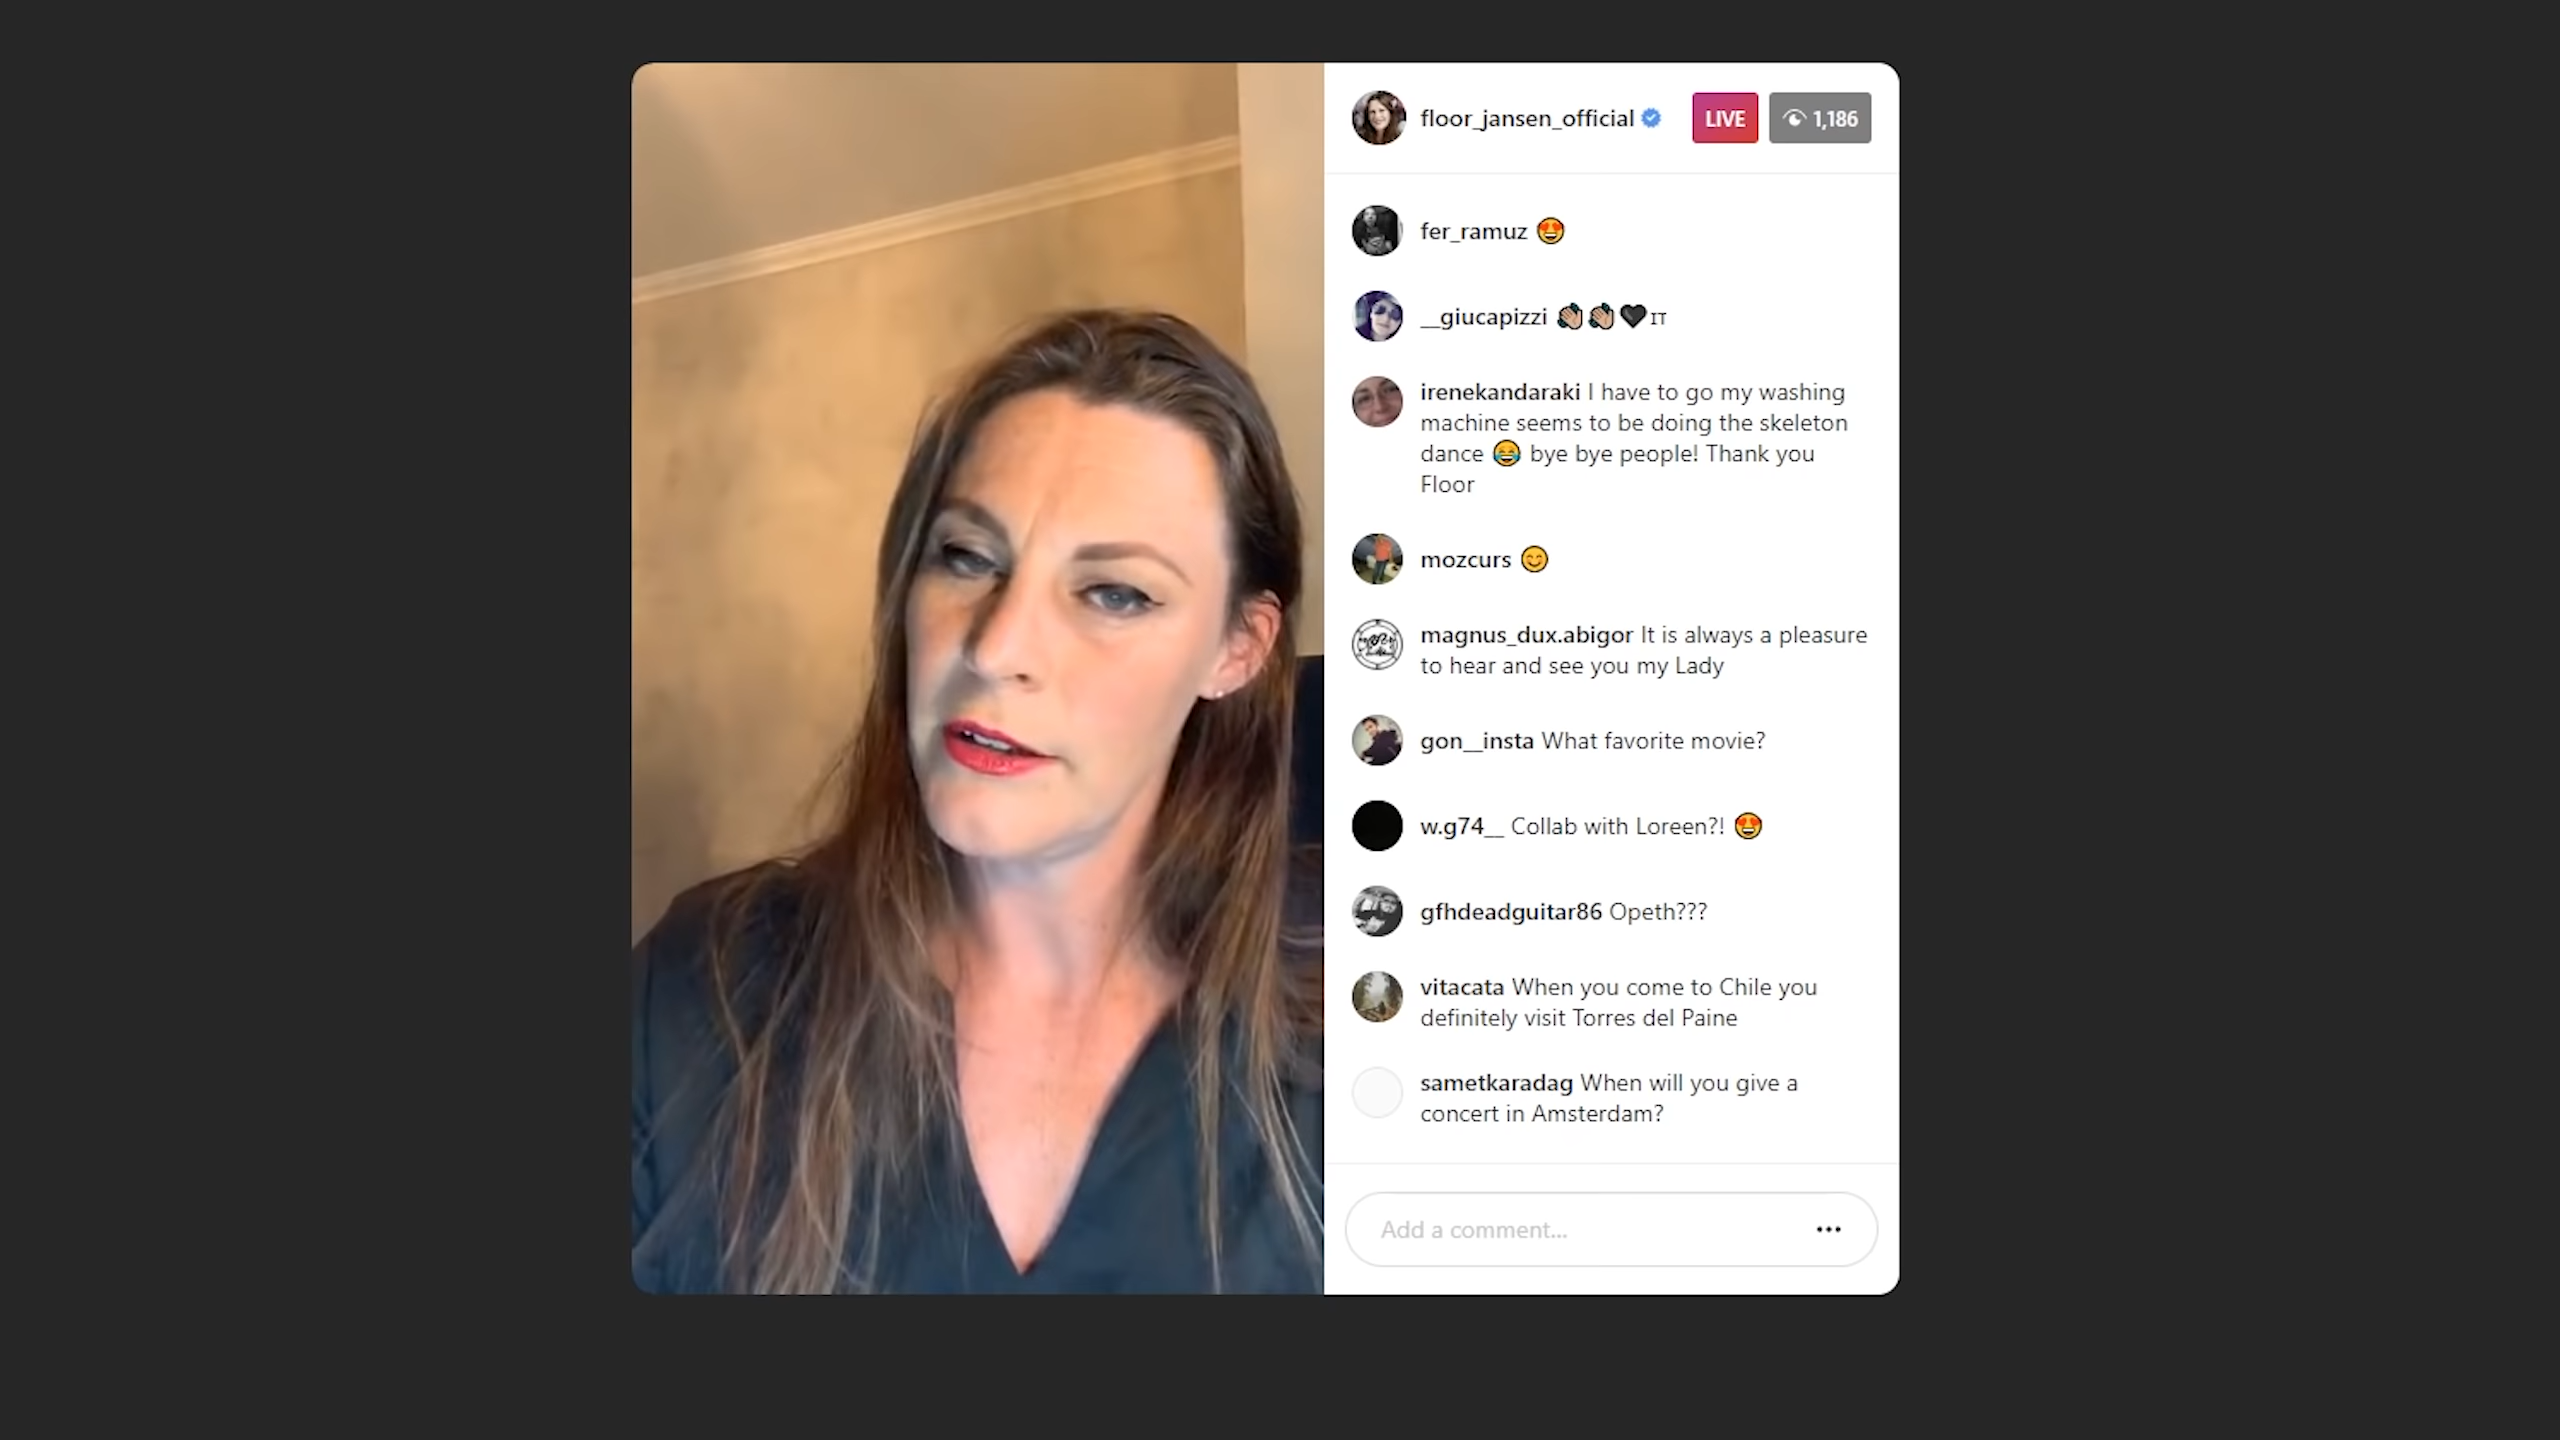 floor_jansen_official LIVE 1,186
fer_ramuz 😍
__giucapizzi 👏🏼👏🏼🖤 IT
irenekandaraki I have to go my washing
machine seems to be doing the skeleton
dance 😂 bye bye people! Thank you
Floor
mozcurs 😊
magnus_dux.abigor It is always a pleasure
to hear and see you my Lady
gon__insta What favorite movie?
w.g74__ Collab with Loreen?! 😍
gfhdeadguitar86 Opeth???
vitacata When you come to Chile you
definitely visit Torres del Paine
sametkaradag When will you give a
concert in Amsterdam?
Add a comment...